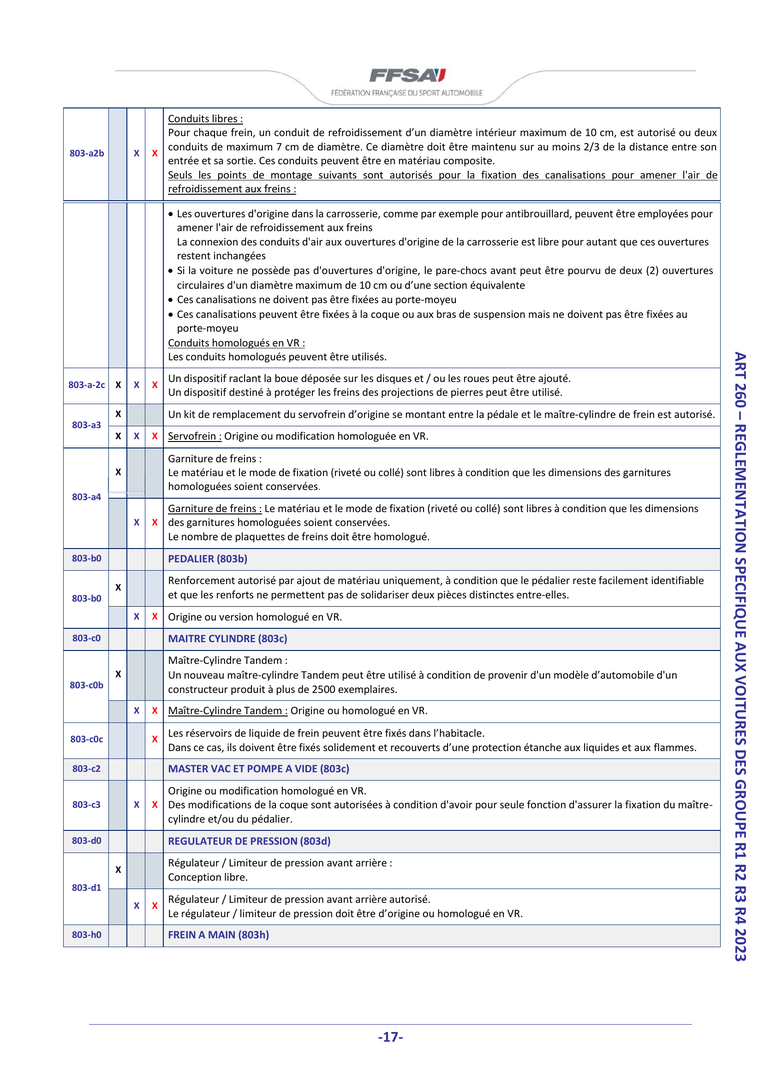 FFSA
FÉDÉRATION FRANÇAISE DU SPORT AUTOMOBILE
Conduits libres :
Pour chaque frein, un conduit de refroidissement d'un diamètre intérieur maximum de 10 cm, est autorisé ou deux
803-a2b X X conduits de maximum 7 cm de diamètre. Ce diamètre doit être maintenu sur au moins 2/3 de la distance entre son
entrée et sa sortie. Ces conduits peuvent être en matériau composite.
Seuls les points de montage suivants sont autorisés pour la fixation des canalisations pour amener l'air de
refroidissement aux freins :
• Les ouvertures d'origine dans la carrosserie, comme par exemple pour antibrouillard, peuvent être employées pour
amener l'air de refroidissement aux freins
La connexion des conduits d'air aux ouvertures d'origine de la carrosserie est libre pour autant que ces ouvertures
restent inchangées
• Si la voiture ne possède pas d'ouvertures d'origine, le pare-chocs avant peut être pourvu de deux (2) ouvertures
circulaires d'un diamètre maximum de 10 cm ou d'une section équivalente
• Ces canalisations ne doivent pas être fixées au porte-moyeu
• Ces canalisations peuvent être fixées à la coque ou aux bras de suspension mais ne doivent pas être fixées au
porte-moyeu
Conduits homologués en VR :
Les conduits homologués peuvent être utilisés.
803-a-2c X X X Un dispositif raclant la boue déposée sur les disques et / ou les roues peut être ajouté.
Un dispositif destiné à protéger les freins des projections de pierres peut être utilisé.
803-a3 X Un kit de remplacement du servofrein d'origine se montant entre la pédale et le maître-cylindre de frein est autorisé.
X X X Servofrein : Origine ou modification homologuée en VR.
803-a4 X Garniture de freins :
Le matériau et le mode de fixation (riveté ou collé) sont libres à condition que les dimensions des garnitures
homologuées soient conservées.
X X Garniture de freins : Le matériau et le mode de fixation (riveté ou collé) sont libres à condition que les dimensions
des garnitures homologuées soient conservées.
Le nombre de plaquettes de freins doit être homologué.
803-b0 PEDALIER (803b)
803-b0 X Renforcement autorisé par ajout de matériau uniquement, à condition que le pédalier reste facilement identifiable
et que les renforts ne permettent pas de solidariser deux pièces distinctes entre-elles.
X X Origine ou version homologué en VR.
803-c0 MAITRE CYLINDRE (803c)
803-c0b X Maître-Cylindre Tandem :
Un nouveau maître-cylindre Tandem peut être utilisé à condition de provenir d'un modèle d'automobile d'un
constructeur produit à plus de 2500 exemplaires.
X X Maître-Cylindre Tandem : Origine ou homologué en VR.
803-c0c X Les réservoirs de liquide de frein peuvent être fixés dans l'habitacle.
Dans ce cas, ils doivent être fixés solidement et recouverts d'une protection étanche aux liquides et aux flammes.
803-c2 MASTER VAC ET POMPE A VIDE (803c)
803-c3 X X Origine ou modification homologué en VR.
Des modifications de la coque sont autorisées à condition d'avoir pour seule fonction d'assurer la fixation du maître-
cylindre et/ou du pédalier.
803-d0 REGULATEUR DE PRESSION (803d)
803-d1 X Régulateur / Limiteur de pression avant arrière :
Conception libre.
X X Régulateur / Limiteur de pression avant arrière autorisé.
Le régulateur / limiteur de pression doit être d'origine ou homologué en VR.
803-h0 FREIN A MAIN (803h)
ART 260 – REGLEMENTATION SPECIFIQUE AUX VOITURES DES GROUPE R1 R2 R3 R4 2023
-17-